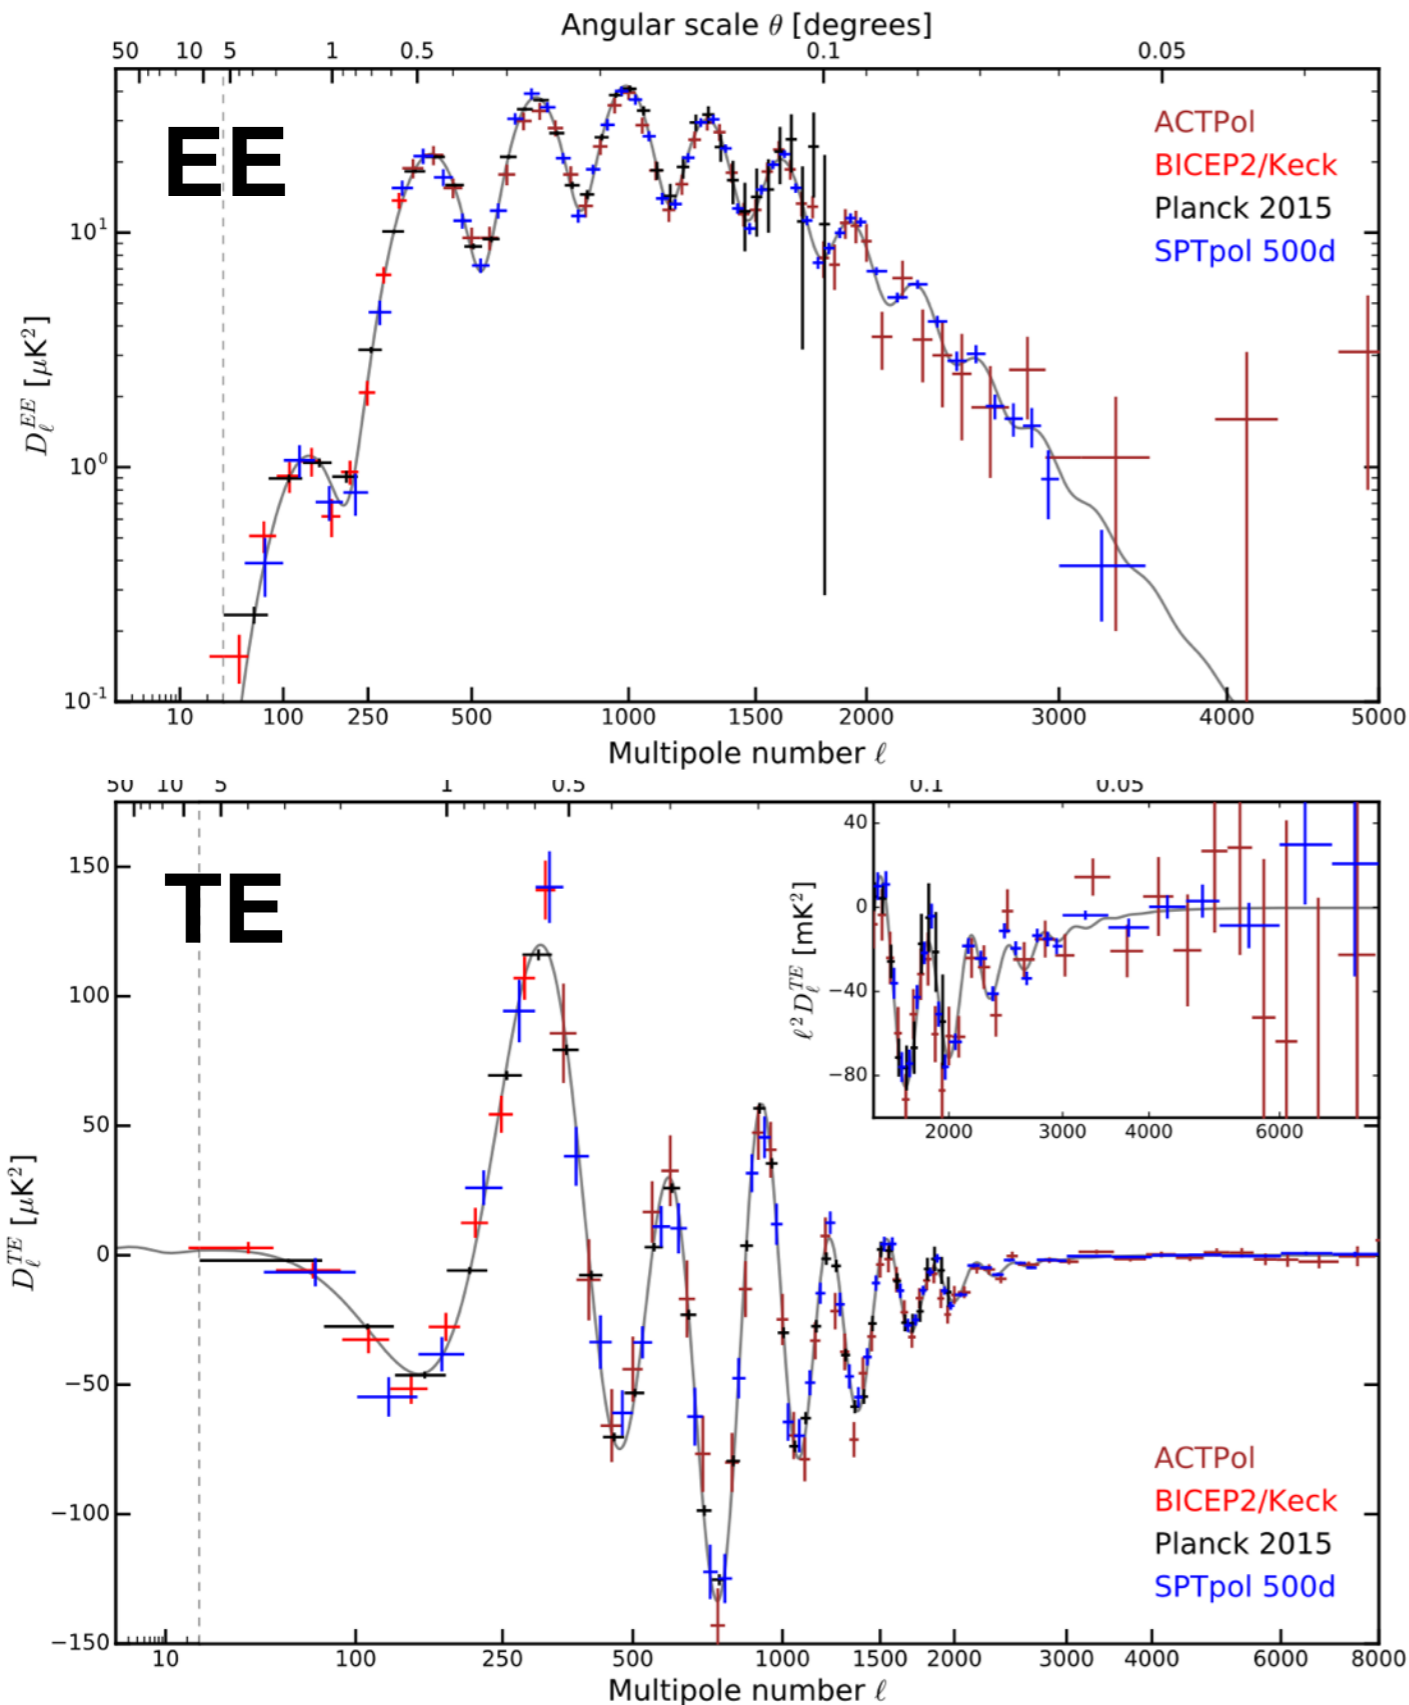 Angular scale θ [degrees]
50 10 5 1 0.5 0.1 0.05
EE
ACTPol
BICEP2/Keck
Planck 2015
SPTpol 500d
10¹
10⁰
10⁻¹
D_ℓ^{EE} [μK²]
10 100 250 500 1000 1500 2000 3000 4000 5000
Multipole number ℓ
50 10 5 1 0.5 0.1 0.05
TE
150
100
50
0
−50
−100
−150
D_ℓ^{TE} [μK²]
40
0
−40
−80
ℓ²D_ℓ^{TE} [mK²]
2000 3000 4000 6000
ACTPol
BICEP2/Keck
Planck 2015
SPTpol 500d
10 100 250 500 1000 1500 2000 3000 4000 6000 8000
Multipole number ℓ